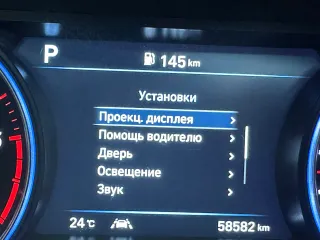 P 145 km
Установки
Проекц. дисплея >
Помощь водителю >
Дверь >
Освещение >
Звук >
24°C 58582 km